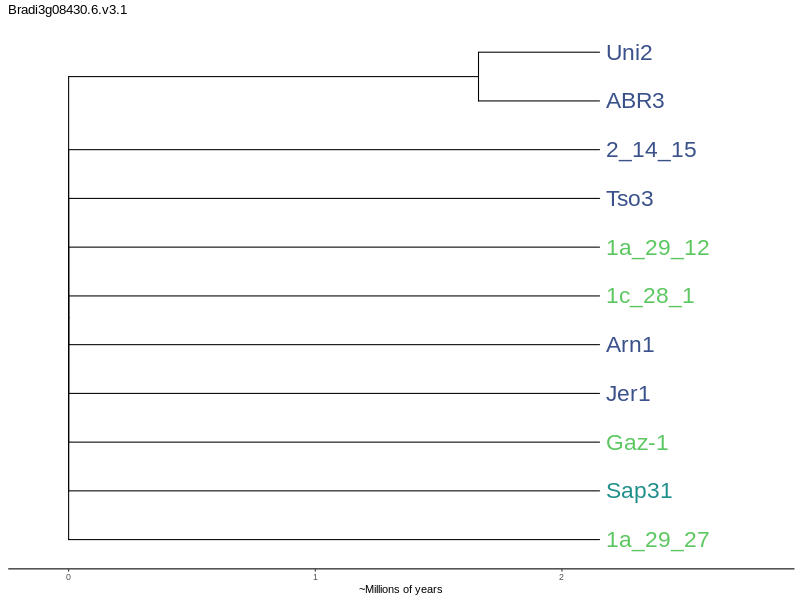 Bradi3g08430.6.v3.1
Uni2
ABR3
2_14_15
Tso3
1a_29_12
1c_28_1
Arn1
Jer1
Gaz-1
Sap31
1a_29_27
0 1 2
~Millions of years